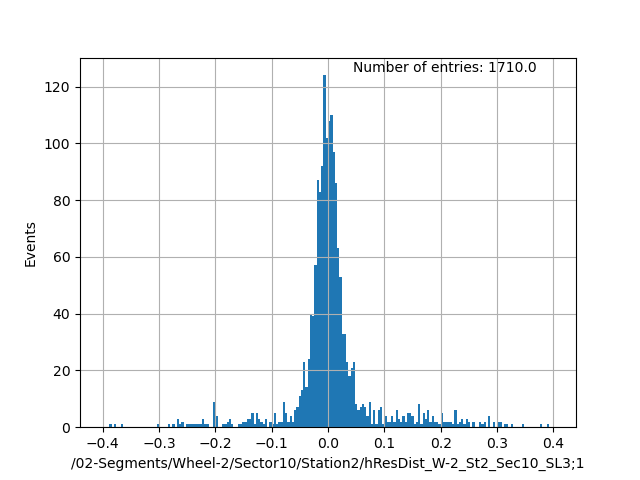 Number of entries: 1710.0
120
100
80
60
40
20
0
Events
−0.4 −0.3 −0.2 −0.1 0.0 0.1 0.2 0.3 0.4
/02-Segments/Wheel-2/Sector10/Station2/hResDist_W-2_St2_Sec10_SL3;1